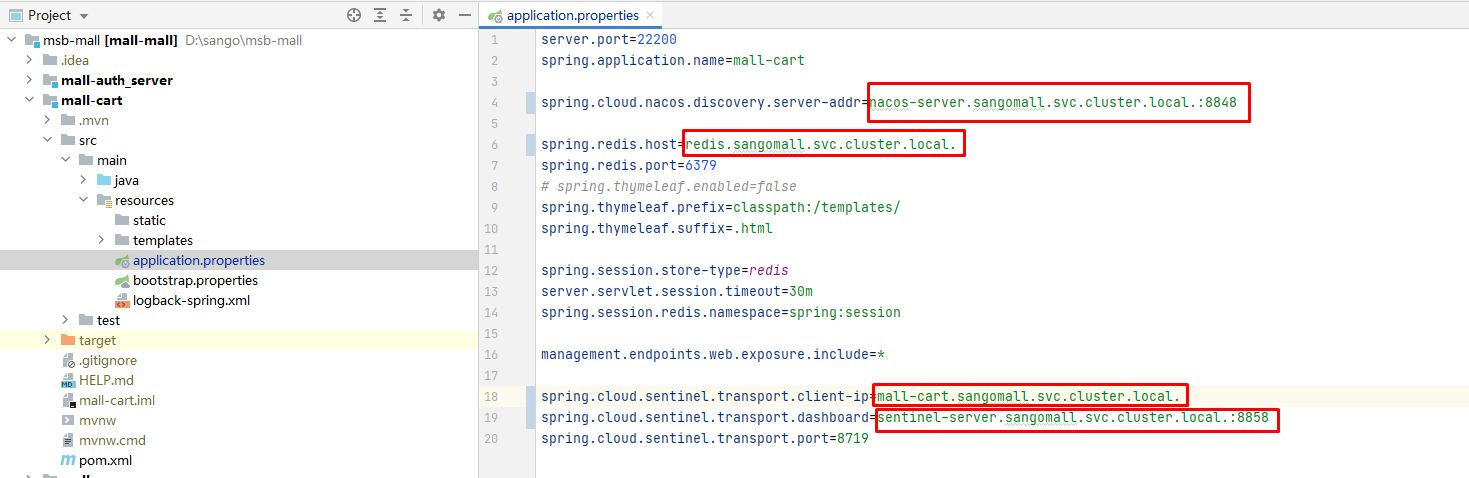 Project
msb-mall [mall-mall] D:\sango\msb-mall
.idea
mall-auth_server
mall-cart
.mvn
src
main
java
resources
static
templates
application.properties
bootstrap.properties
logback-spring.xml
test
target
.gitignore
HELP.md
mall-cart.iml
mvnw
mvnw.cmd
pom.xml
application.properties
1 server.port=22200
2 spring.application.name=mall-cart
3
4 spring.cloud.nacos.discovery.server-addr=nacos-server.sangomall.svc.cluster.local.:8848
5
6 spring.redis.host=redis.sangomall.svc.cluster.local.
7 spring.redis.port=6379
8 # spring.thymeleaf.enabled=false
9 spring.thymeleaf.prefix=classpath:/templates/
10 spring.thymeleaf.suffix=.html
11
12 spring.session.store-type=redis
13 server.servlet.session.timeout=30m
14 spring.session.redis.namespace=spring:session
15
16 management.endpoints.web.exposure.include=*
17
18 spring.cloud.sentinel.transport.client-ip=mall-cart.sangomall.svc.cluster.local.
19 spring.cloud.sentinel.transport.dashboard=sentinel-server.sangomall.svc.cluster.local.:8858
20 spring.cloud.sentinel.transport.port=8719